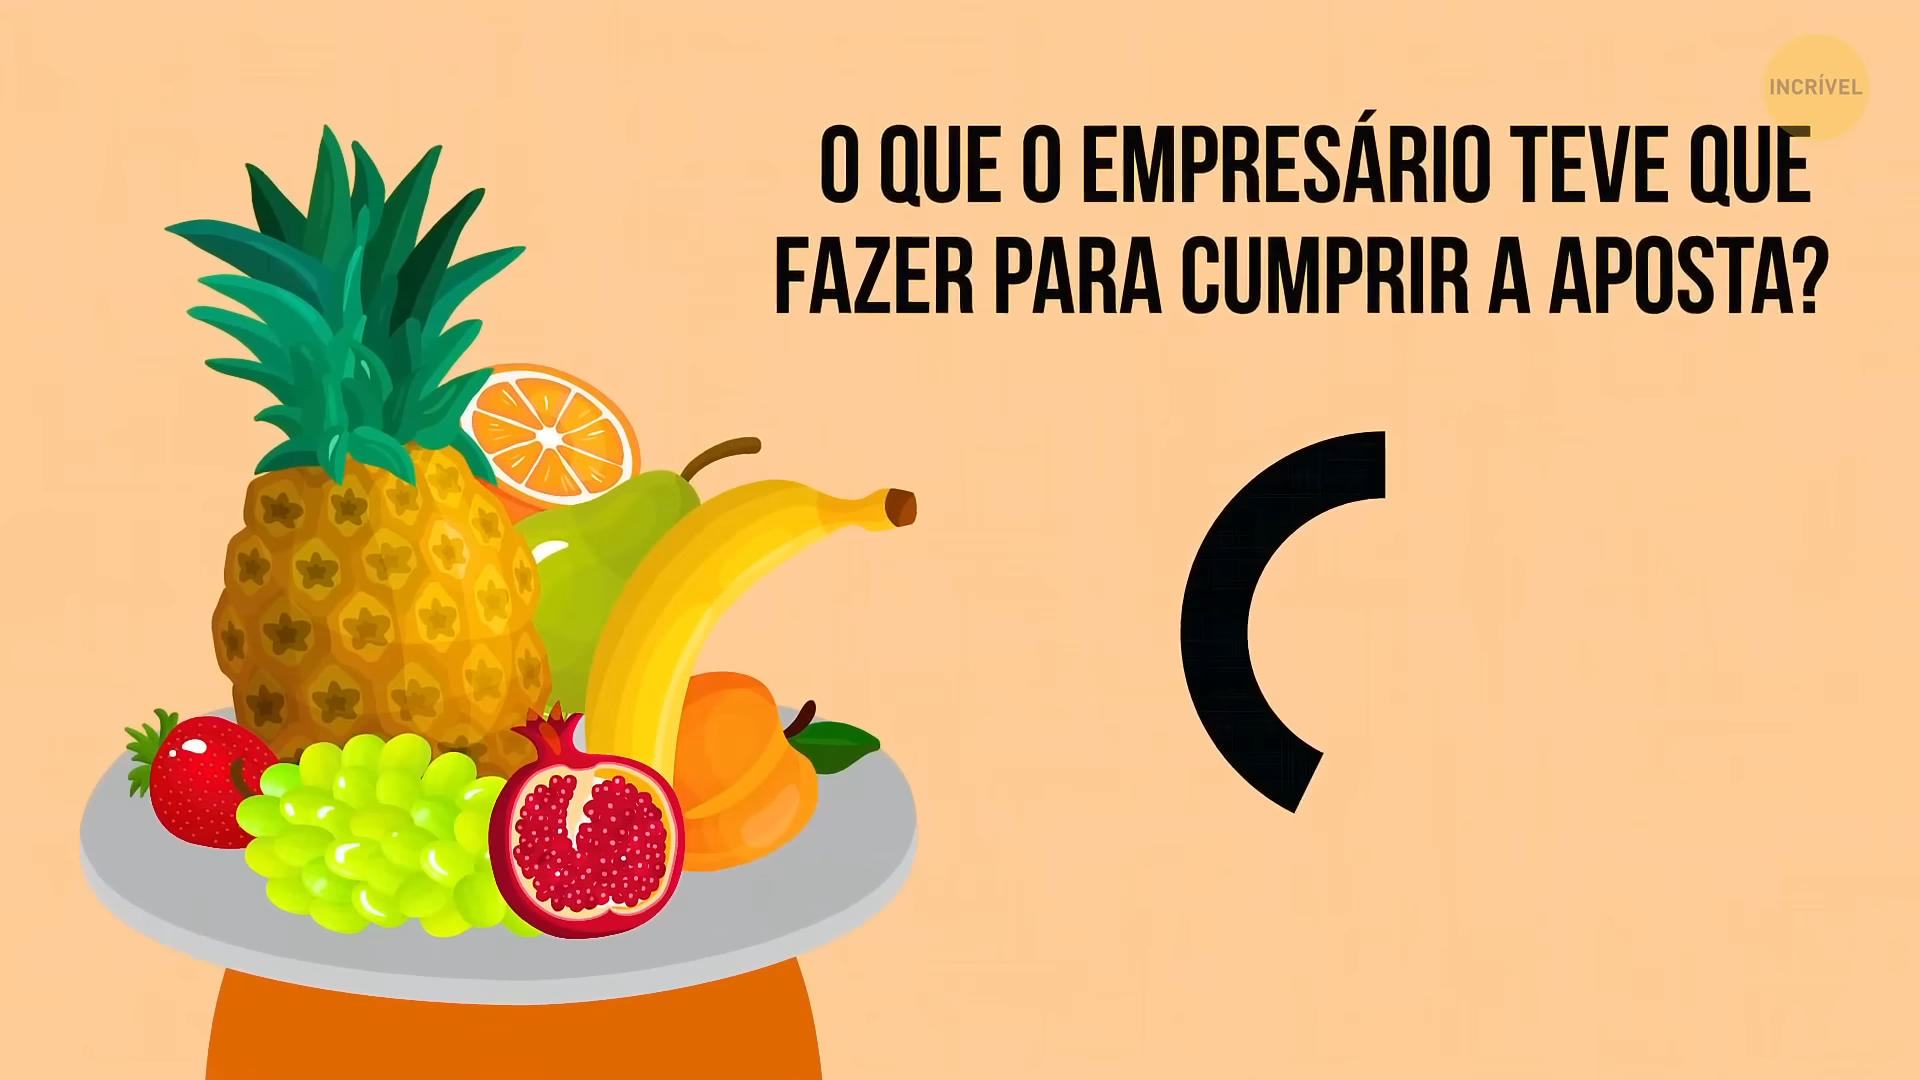 INCRÍVEL
O QUE O EMPRESÁRIO TEVE QUE
FAZER PARA CUMPRIR A APOSTA?